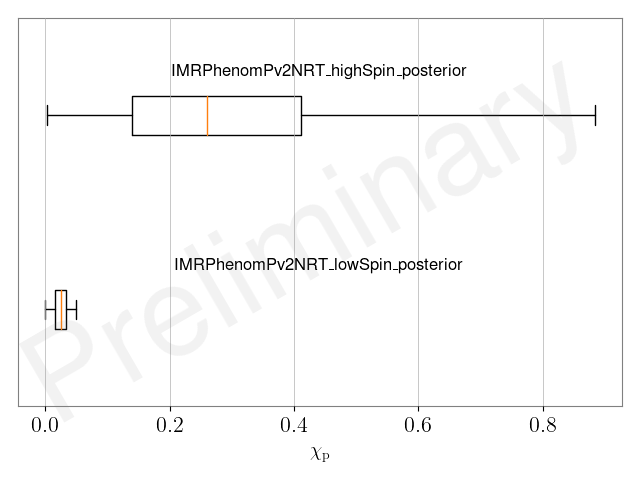 IMRPhenomPv2NRT_highSpin_posterior
Preliminary
IMRPhenomPv2NRT_lowSpin_posterior
0.0 0.2 0.4 0.6 0.8
χp